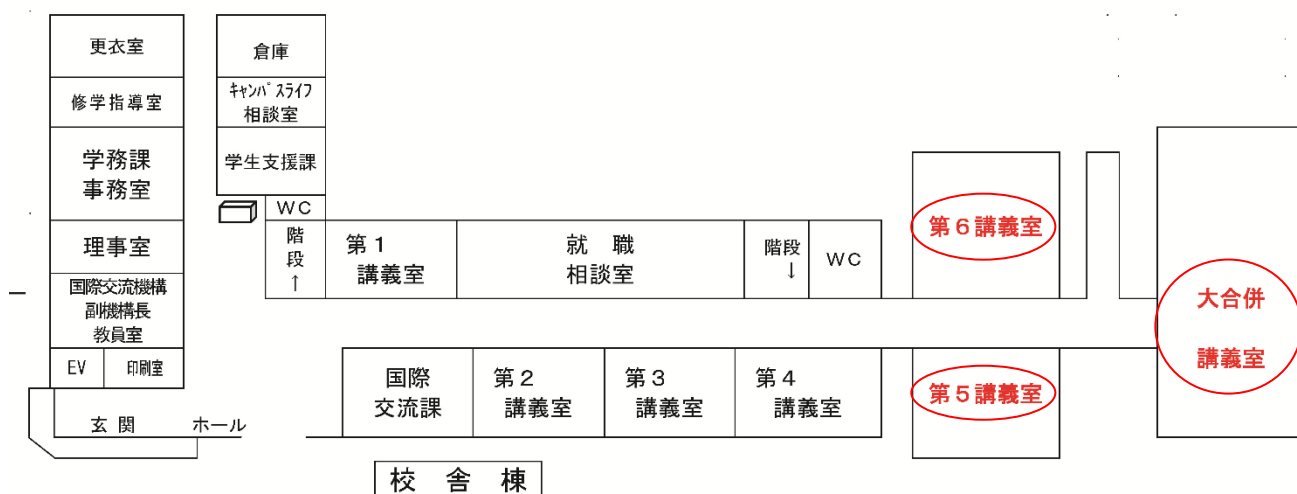 更衣室
修学指導室
学務課
事務室
理事室
国際交流機構
副機構長
教員室
EV
印刷室
玄関
ホール
倉庫
ｷｬﾝﾊﾟｽﾗｲﾌ
相談室
学生支援課
WC
階
段
↑
第1
講義室
就職
相談室
階段
↓
WC
国際
交流課
第2
講義室
第3
講義室
第4
講義室
第６講義室
第５講義室
大合併
講義室
校舎棟